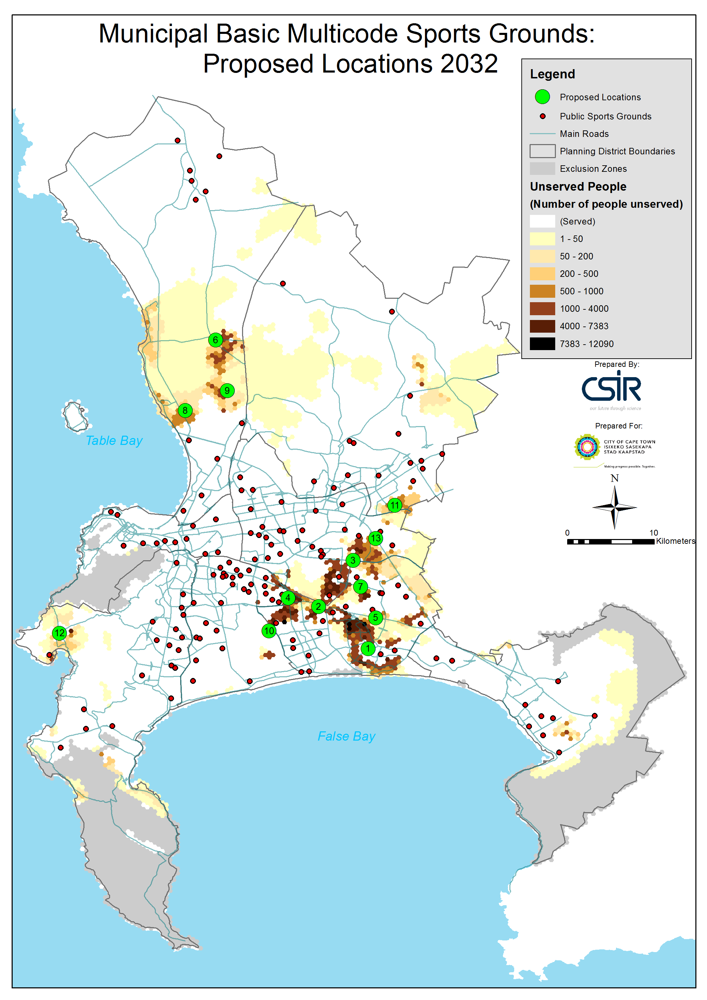 Municipal Basic Multicode Sports Grounds:
Proposed Locations 2032
Legend
Proposed Locations
Public Sports Grounds
Main Roads
Planning District Boundaries
Exclusion Zones
Unserved People
(Number of people unserved)
(Served)
1 - 50
50 - 200
200 - 500
500 - 1000
1000 - 4000
4000 - 7383
7383 - 12090
Prepared By:
CSIR
our future through science
Prepared For:
CITY OF CAPE TOWN
ISIXEKO SASEKAPA
STAD KAAPSTAD
Making progress possible. Together.
N
0 10
Kilometers
6
9
8
Table Bay
11
13
3
7
4
2
5
12
10
1
False Bay